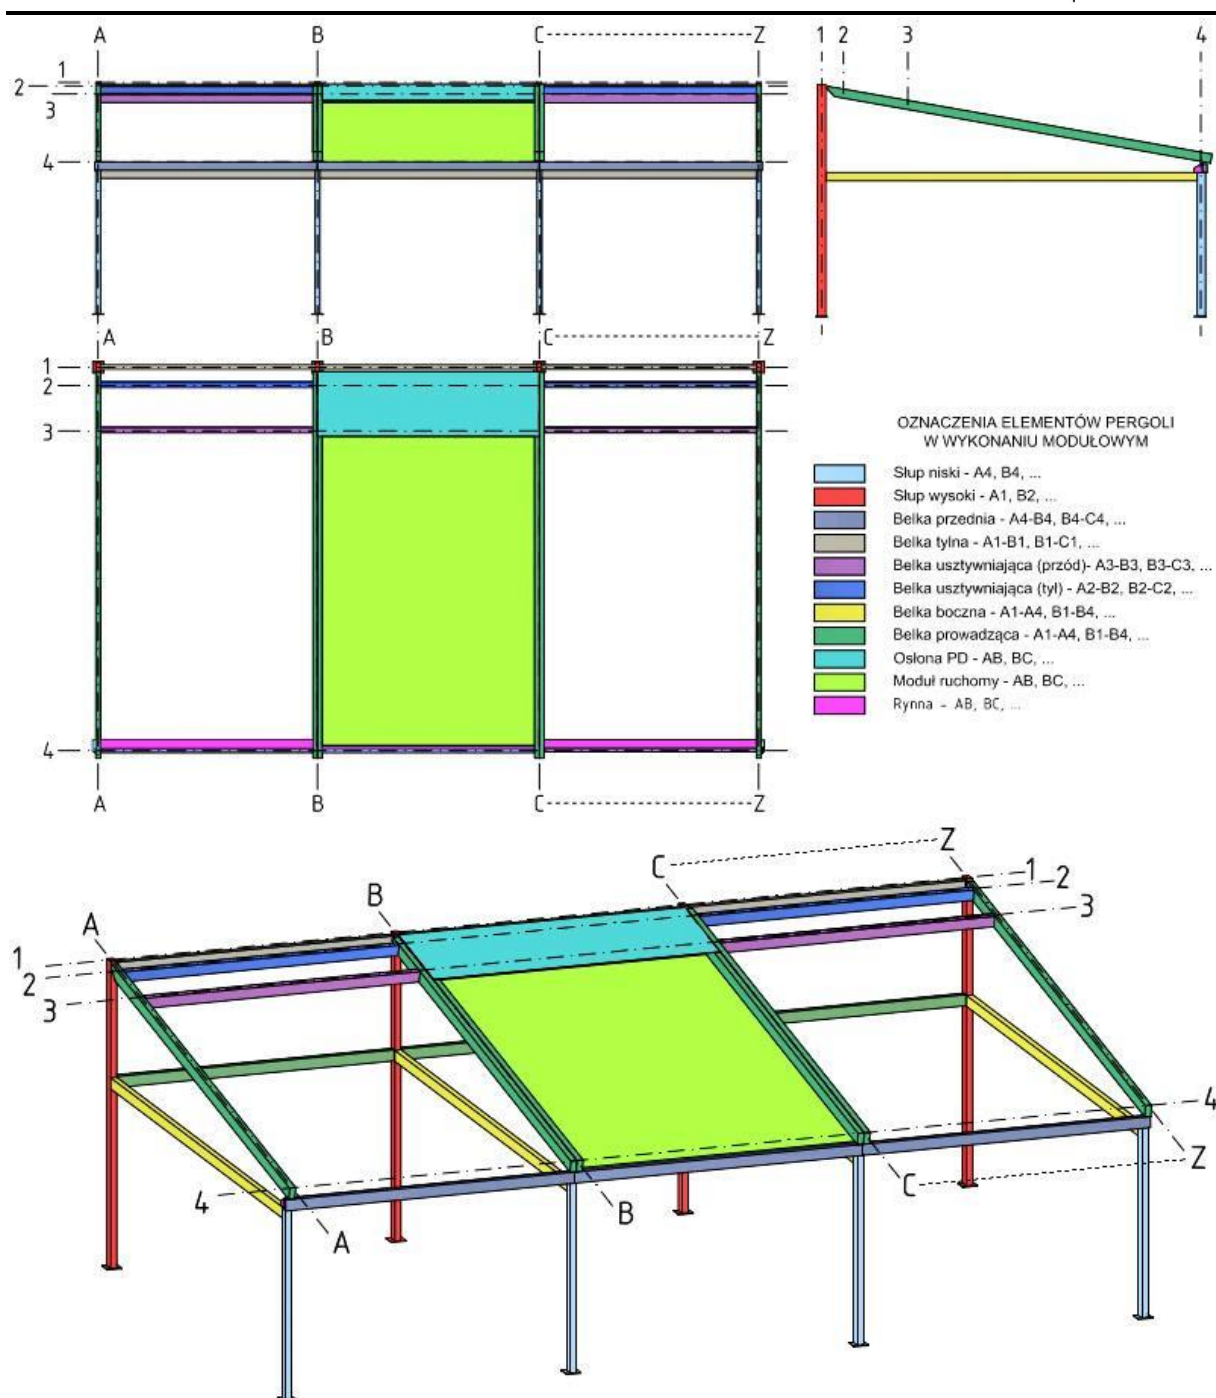 A B C Z
1 2 3 4
1
2
3
4
A B C Z
1
2
3
4
A B C Z
OZNACZENIA ELEMENTÓW PERGOLI
W WYKONANIU MODUŁOWYM
Słup niski - A4, B4, ...
Słup wysoki - A1, B2, ...
Belka przednia - A4-B4, B4-C4, ...
Belka tylna - A1-B1, B1-C1, ...
Belka usztywniająca (przód)- A3-B3, B3-C3, ...
Belka usztywniająca (tył) - A2-B2, B2-C2, ...
Belka boczna - A1-A4, B1-B4, ...
Belka prowadząca - A1-A4, B1-B4, ...
Osłona PD - AB, BC, ...
Moduł ruchomy - AB, BC, ...
Rynna - AB, BC, ...
A B C Z
1
2
3
1
2
3
4
4
A B C Z